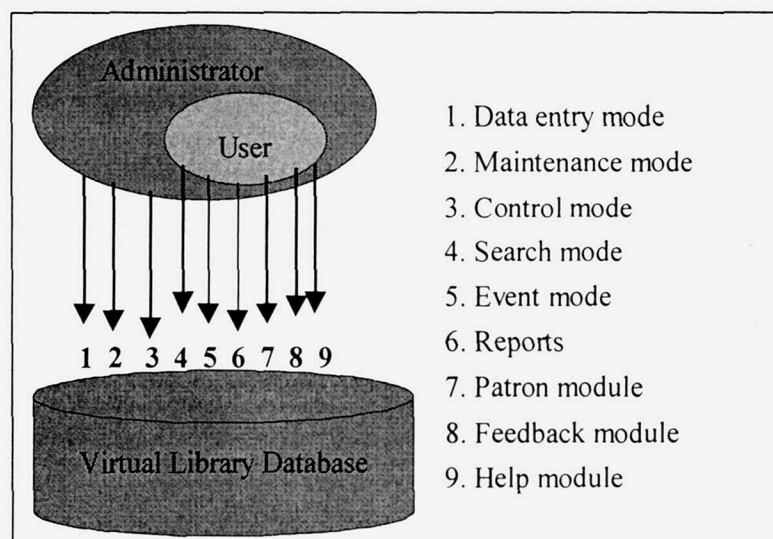 Administrator
User
1 2 3 4 5 6 7 8 9
Virtual Library Database
1. Data entry mode
2. Maintenance mode
3. Control mode
4. Search mode
5. Event mode
6. Reports
7. Patron module
8. Feedback module
9. Help module